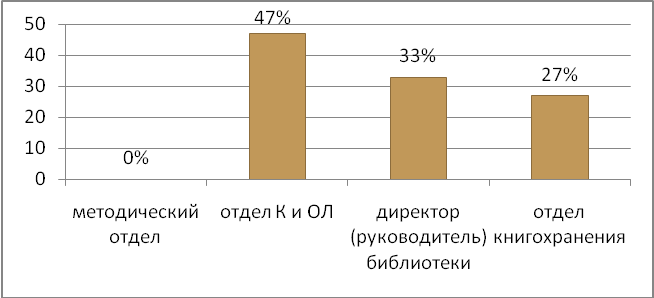 50
40
30
20
10
0
0%
47%
33%
27%
методический
отдел
отдел К и ОЛ
директор
(руководитель)
библиотеки
отдел
книгохранения